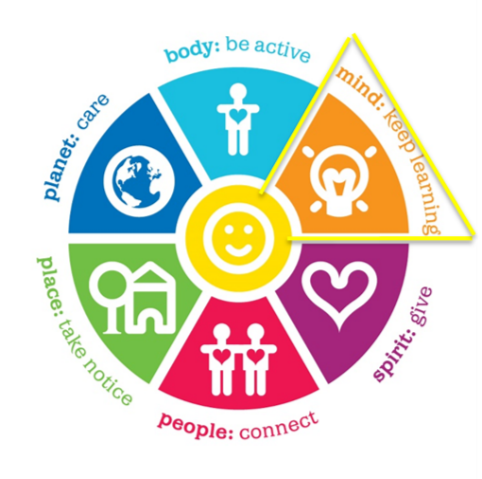 body: be active
mind: keep learning
spirit: give
people: connect
place: take notice
planet: care